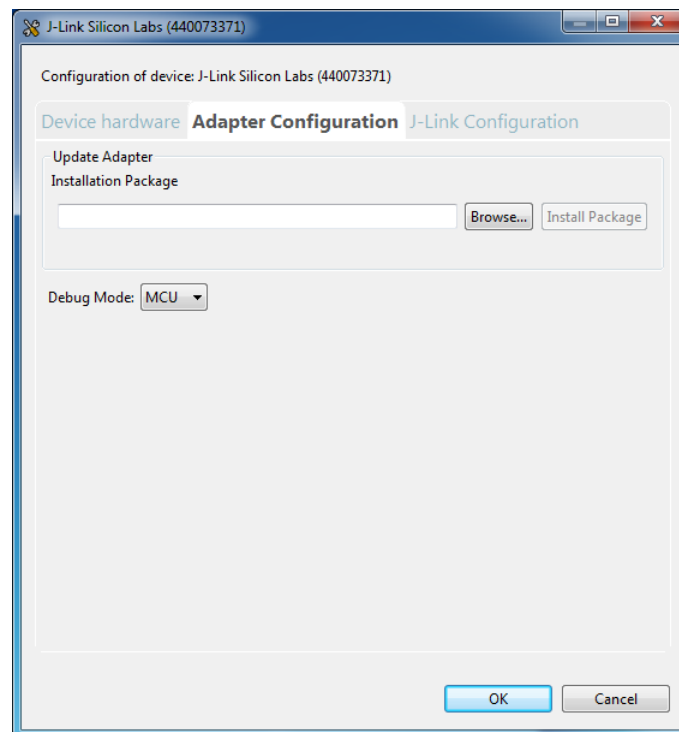 J-Link Silicon Labs (440073371)
Configuration of device: J-Link Silicon Labs (440073371)
Device hardware Adapter Configuration J-Link Configuration
Update Adapter
Installation Package
Browse... Install Package
Debug Mode: MCU
OK Cancel